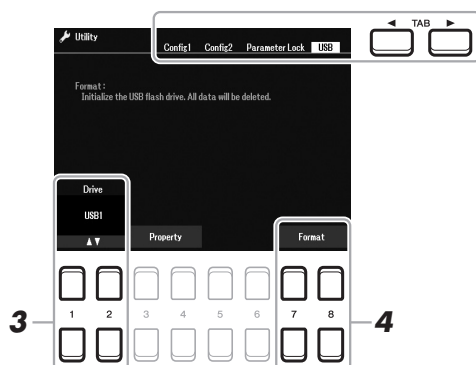 TAB
Utility
Config1 Config2 Parameter Lock USB
Format:
Initialize the USB flash drive. All data will be deleted.
Drive
USB1
Property Format
1 2 3 4 5 6 7 8
3 4